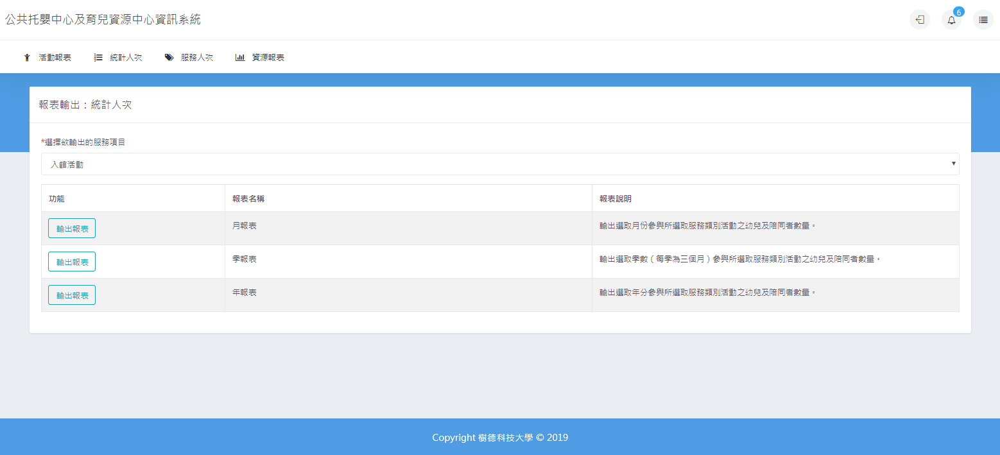 公共托嬰中心及育兒資源中心資訊系統
6
活動報表 統計人次 服務人次 資源報表
報表輸出：統計人次
*選擇欲輸出的服務項目
入館活動
功能 報表名稱 報表說明
輸出報表 月報表 輸出選取月份參與所選取服務類別活動之幼兒及陪同者數量。
輸出報表 季報表 輸出選取季數（每季為三個月）參與所選取服務類別活動之幼兒及陪同者數量。
輸出報表 年報表 輸出選取年分參與所選取服務類別活動之幼兒及陪同者數量。
Copyright 樹德科技大學 © 2019